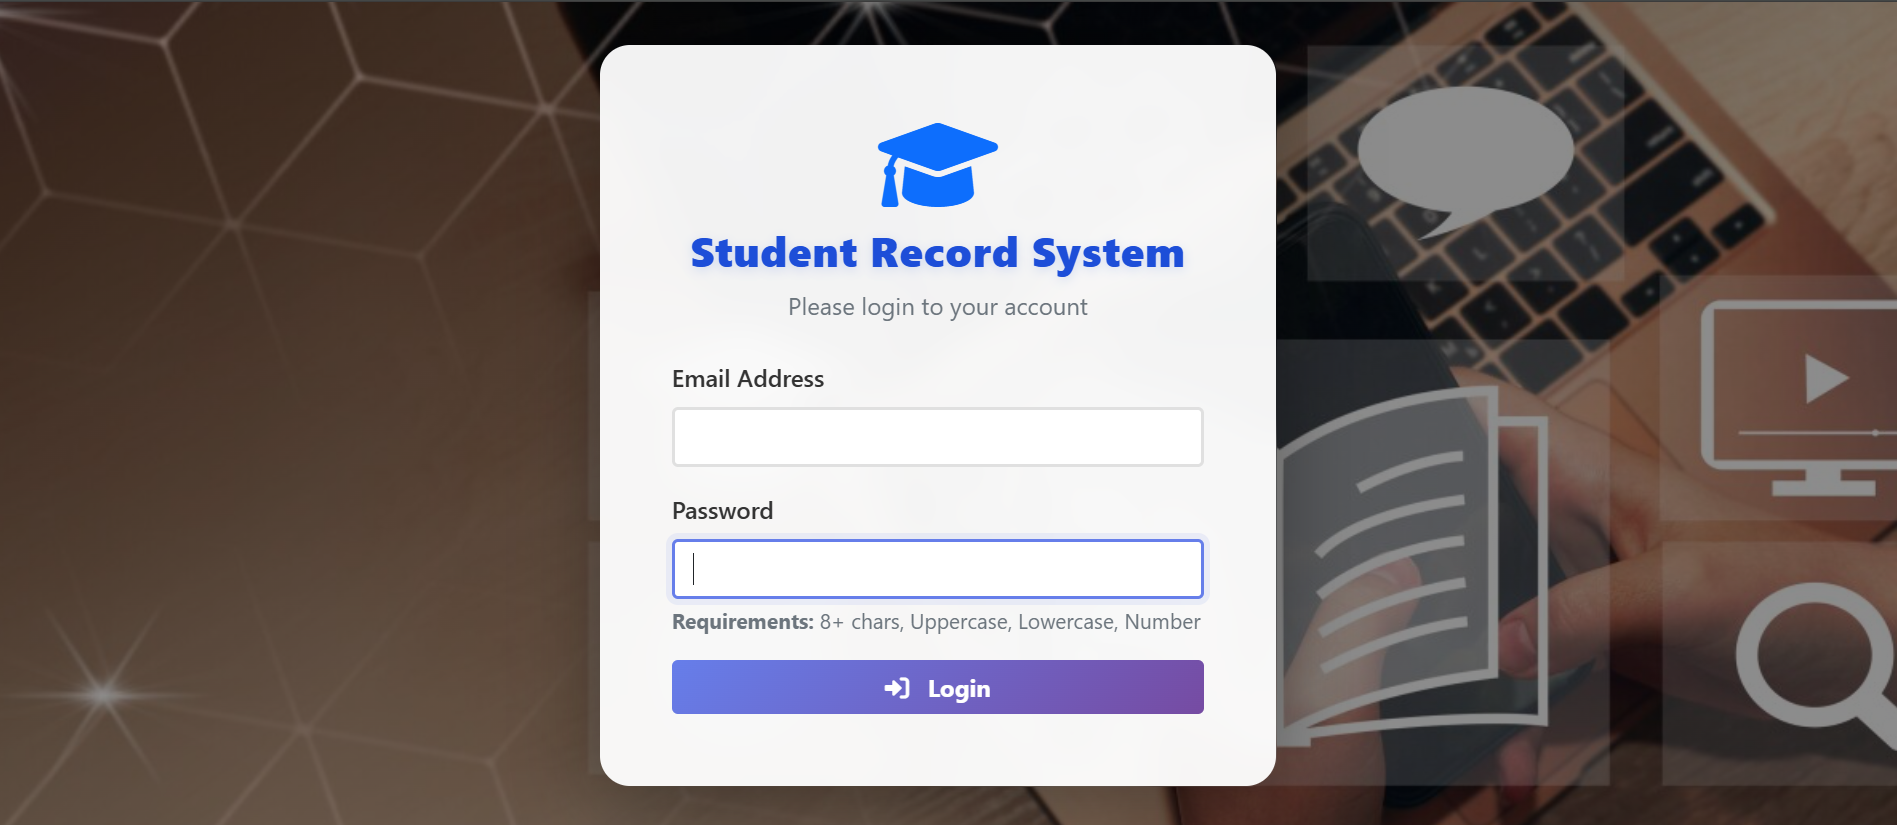 Student Record System
Please login to your account
Email Address
Password
Requirements: 8+ chars, Uppercase, Lowercase, Number
Login